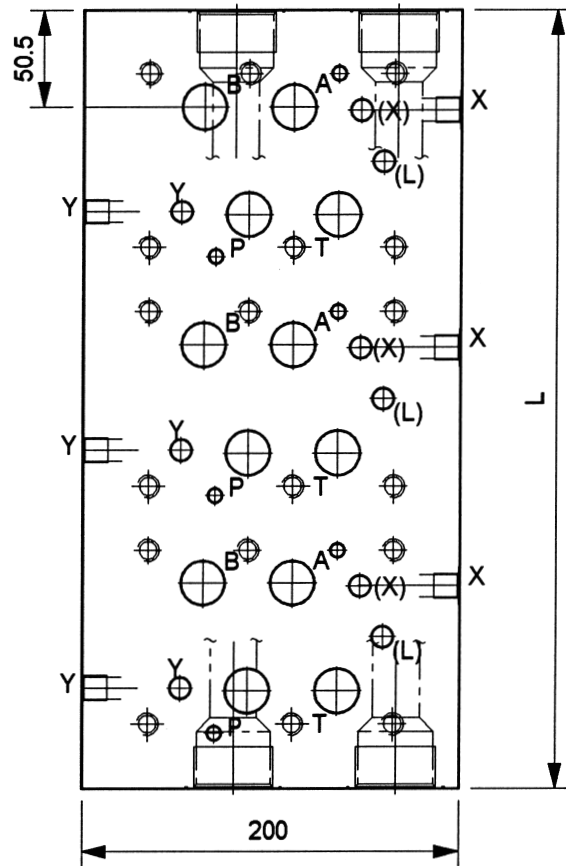 50.5
B A
(X) X
(L)
Y Y
P T
B A
(X) X
(L)
L
Y Y
P T
B A
(X) X
(L)
Y Y
P T
200